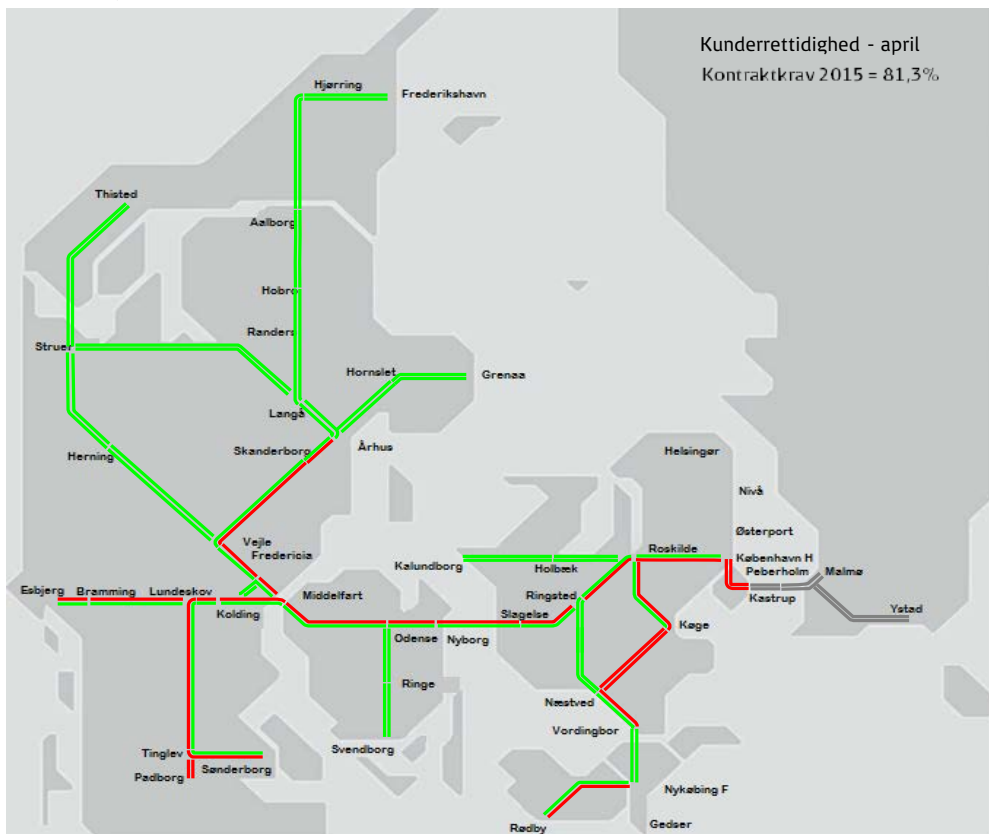 Kunderrettidighed - april
Kontraktkrav 2015 = 81,3%
Hjørring
Frederikshavn
Thisted
Aalborg
Hobro
Randers
Struer
Hornslet
Grenaa
Langå
Skanderborg
Århus
Herning
Helsingør
Nivå
Østerport
Vejle
Fredericia
Roskilde
København H
Kalundborg
Holbæk
Peberholm
Malmø
Esbjerg
Bramming
Lundeskov
Middelfart
Ringsted
Kastrup
Kolding
Slagelse
Ystad
Odense
Nyborg
Køge
Ringe
Næstved
Vordingbor
Svendborg
Tinglev
Sønderborg
Padborg
Nykøbing F
Rødby
Gedser